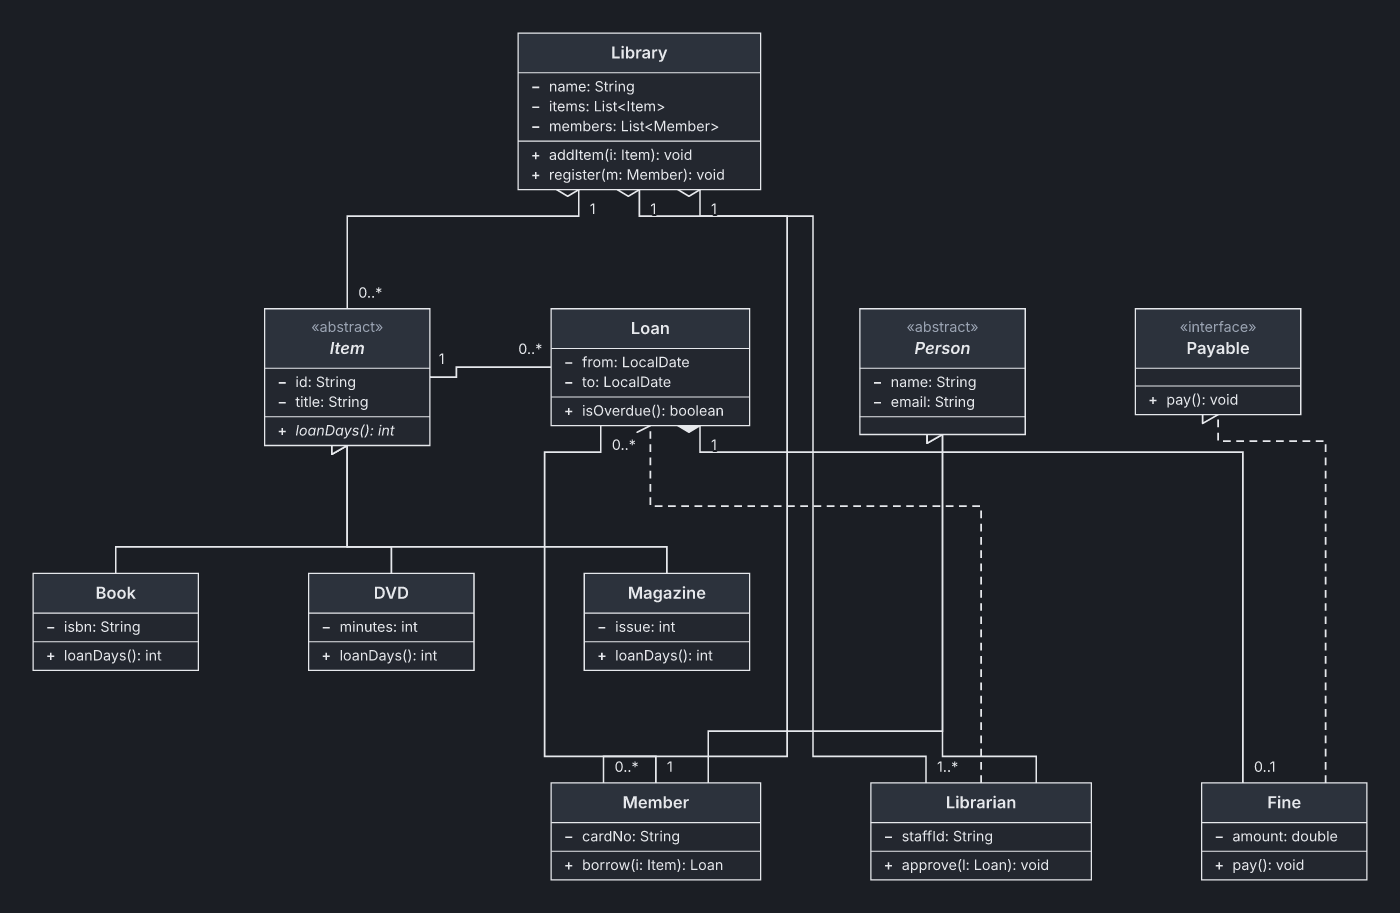 Library
− name: String
− items: List<Item>
− members: List<Member>
+ addItem(i: Item): void
+ register(m: Member): void
1
1
1
0..*
«abstract»
Item
− id: String
− title: String
+ loanDays(): int
1
0..*
Loan
− from: LocalDate
− to: LocalDate
+ isOverdue(): boolean
«abstract»
Person
− name: String
− email: String
«interface»
Payable
+ pay(): void
0..*
1
Book
− isbn: String
+ loanDays(): int
DVD
− minutes: int
+ loanDays(): int
Magazine
− issue: int
+ loanDays(): int
0..*
1
1..*
0..1
Member
− cardNo: String
+ borrow(i: Item): Loan
Librarian
− staffId: String
+ approve(l: Loan): void
Fine
− amount: double
+ pay(): void